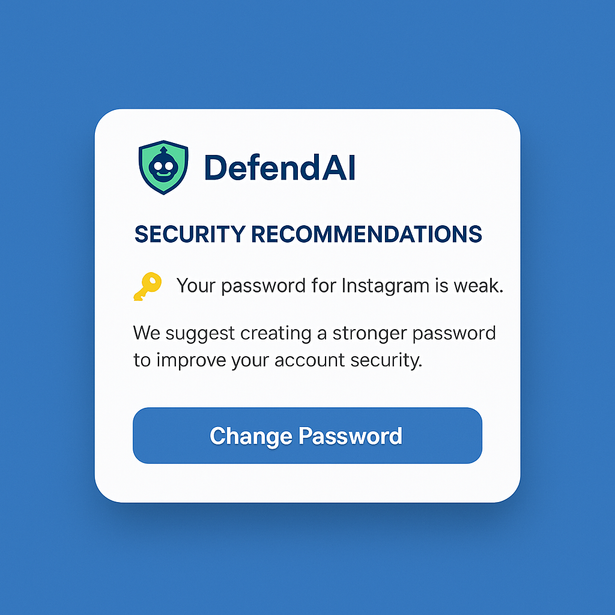 DefendAI
SECURITY RECOMMENDATIONS
Your password for Instagram is weak.
We suggest creating a stronger password
to improve your account security.
Change Password